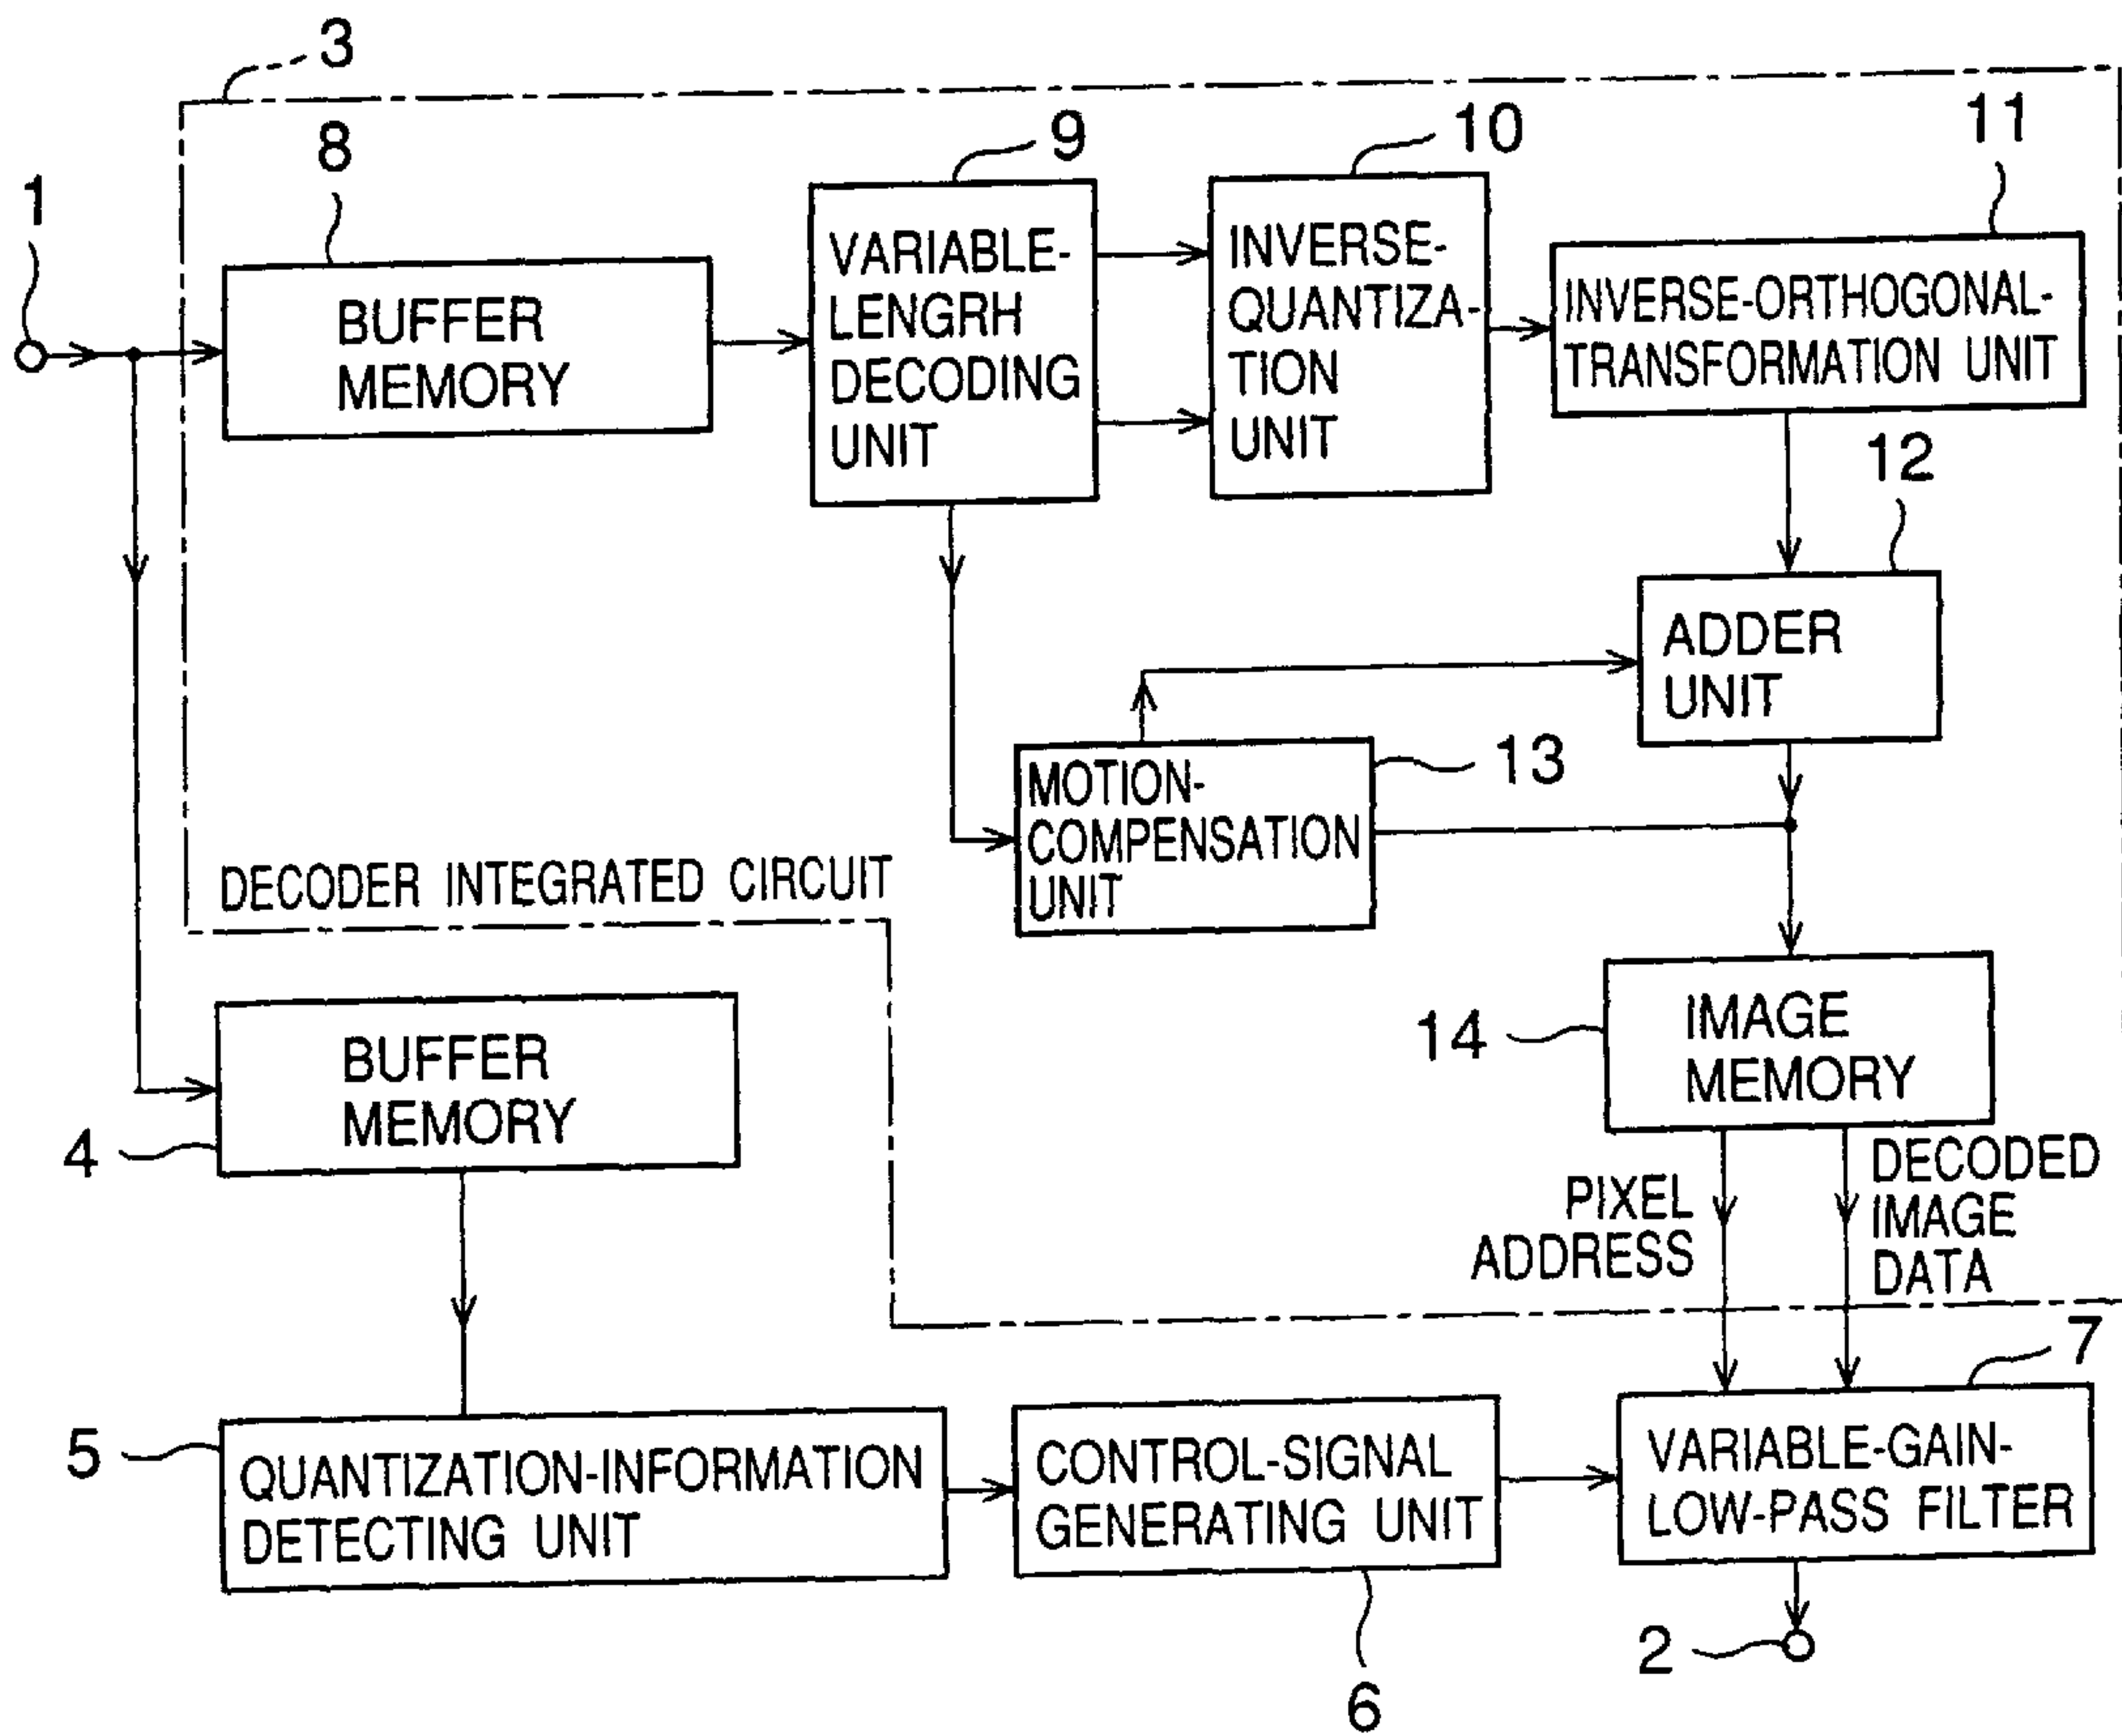 3
1
8
9
10
11
BUFFER
MEMORY
VARIABLE-
LENGRH
DECODING
UNIT
INVERSE-
QUANTIZA-
TION
UNIT
INVERSE-ORTHOGONAL-
TRANSFORMATION UNIT
12
ADDER
UNIT
MOTION-
COMPENSATION
UNIT
13
DECODER INTEGRATED CIRCUIT
BUFFER
MEMORY
4
14
IMAGE
MEMORY
PIXEL
ADDRESS
DECODED
IMAGE
DATA
7
5
QUANTIZATION-INFORMATION
DETECTING UNIT
CONTROL-SIGNAL
GENERATING UNIT
VARIABLE-GAIN-
LOW-PASS FILTER
6
2